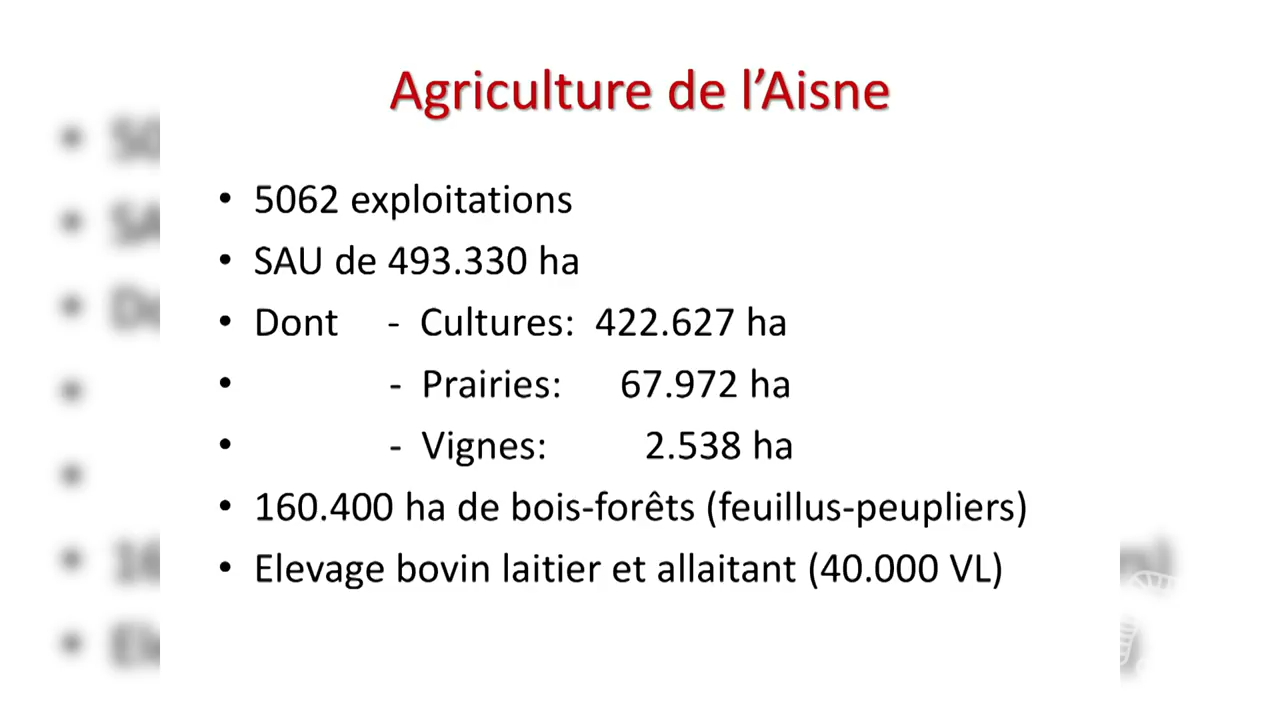 Agriculture de l’Aisne
• 5062 exploitations
• SAU de 493.330 ha
• Dont - Cultures: 422.627 ha
• - Prairies: 67.972 ha
• - Vignes: 2.538 ha
• 160.400 ha de bois-forêts (feuillus-peupliers)
• Elevage bovin laitier et allaitant (40.000 VL)